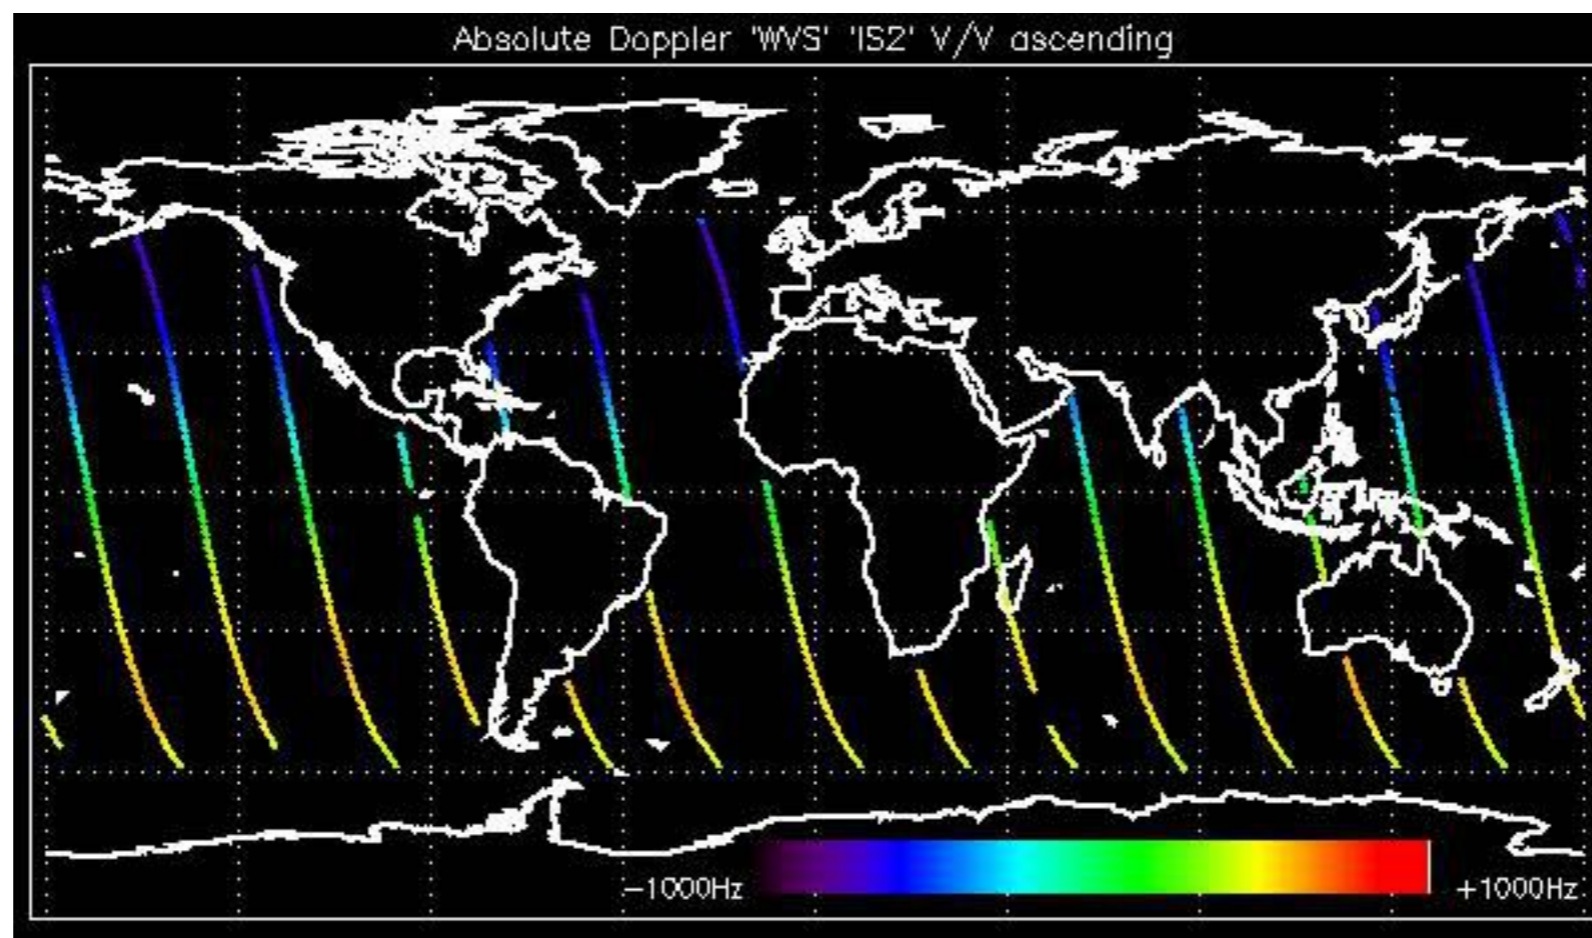 Absolute Doppler 'WVS' 'IS2' V/V ascending
-1000Hz +1000Hz